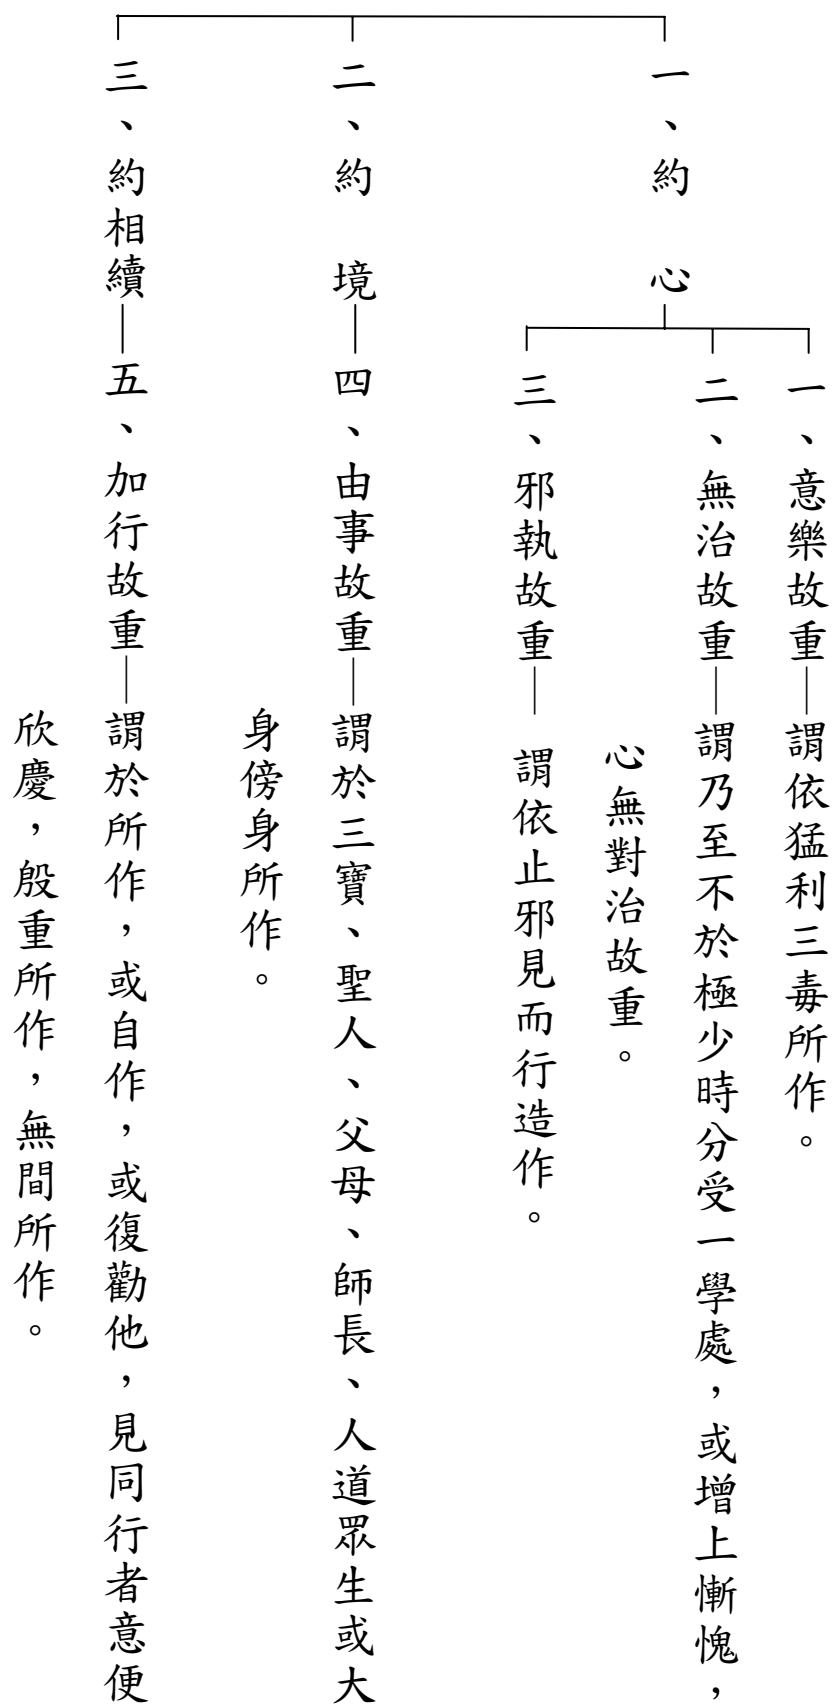 一、約　心
一、意樂故重—謂依猛利三毒所作。
二、無治故重—謂乃至不於極少時分受一學處，或增上慚愧，
心無對治故重。
三、邪執故重—謂依止邪見而行造作。
二、約　境—四、由事故重—謂於三寶、聖人、父母、師長、人道眾生或大
身傍身所作。
三、約相續—五、加行故重—謂於所作，或自作，或復勸他，見同行者意便
欣慶，殷重所作，無間所作。